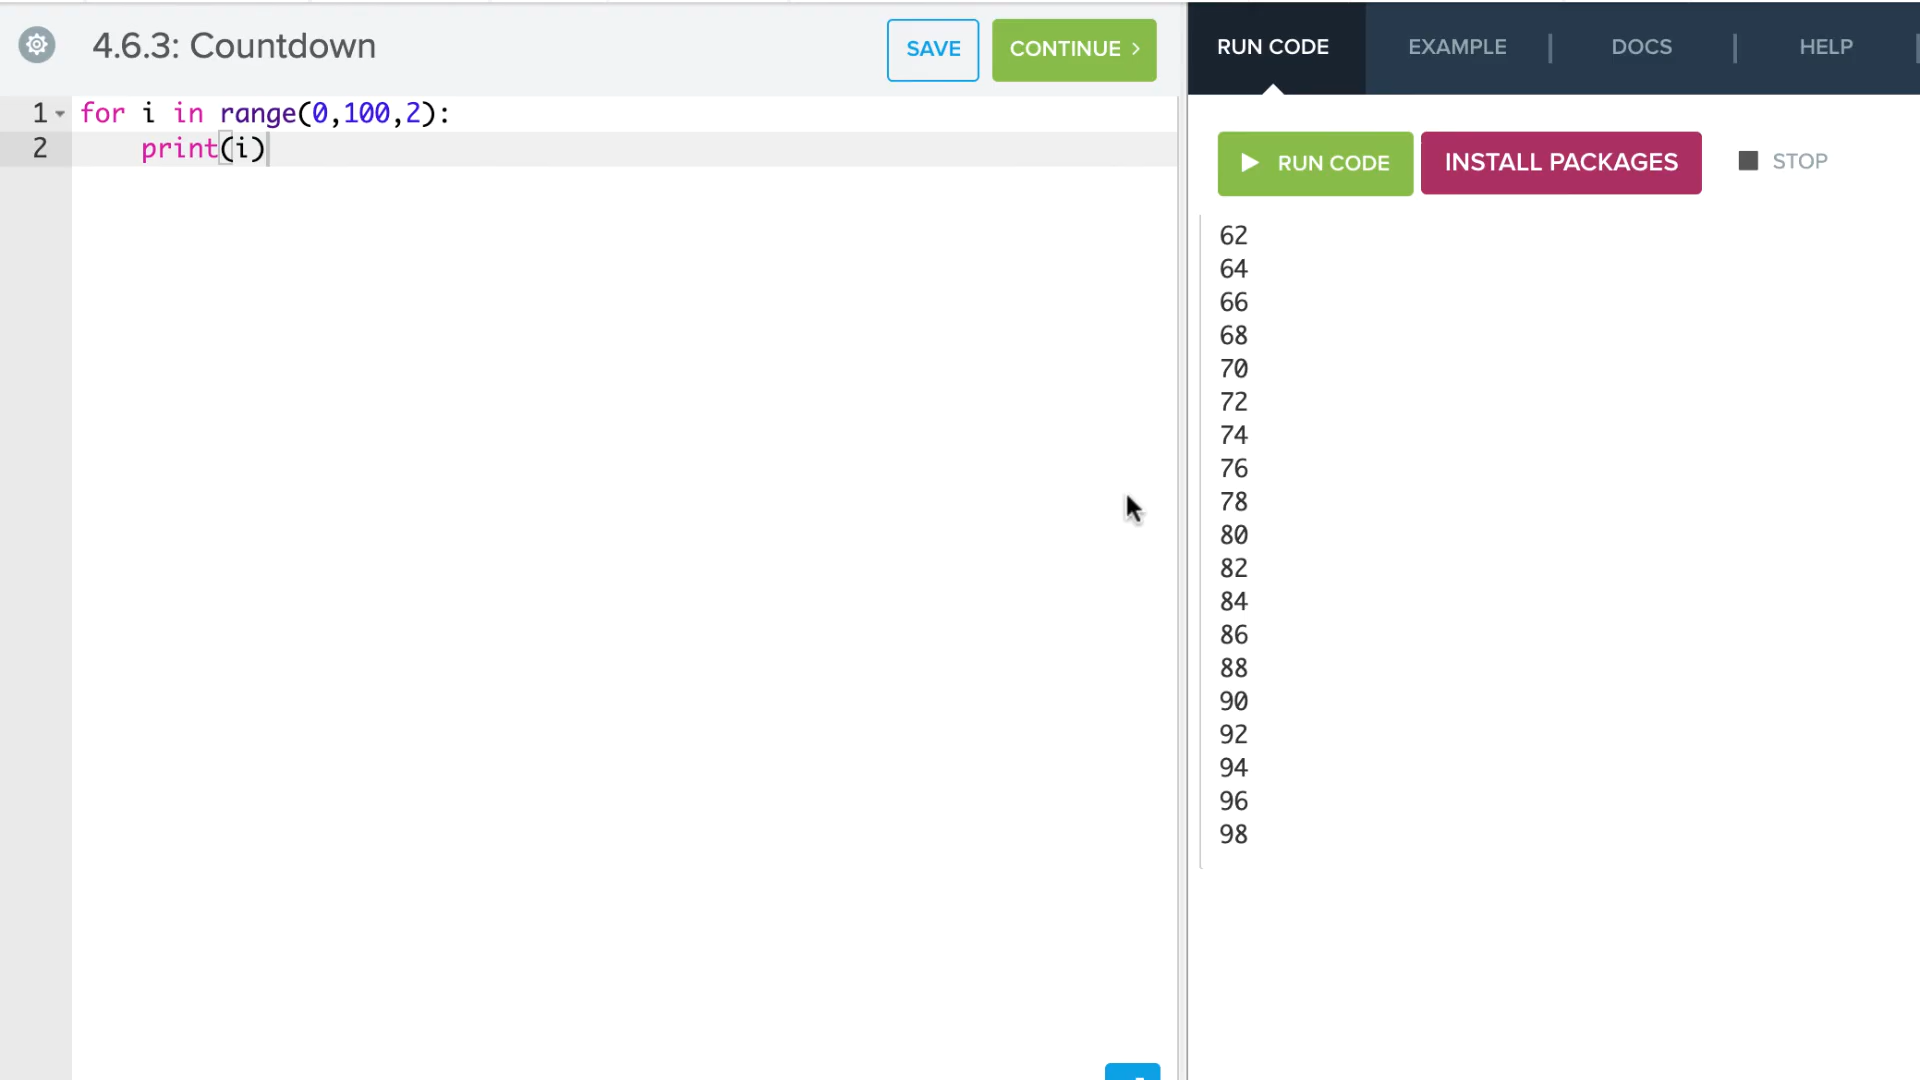 4.6.3: Countdown
SAVE
CONTINUE >
RUN CODE
EXAMPLE
DOCS
HELP
1 for i in range(0,100,2):
2 print(i)
RUN CODE
INSTALL PACKAGES
STOP
62
64
66
68
70
72
74
76
78
80
82
84
86
88
90
92
94
96
98